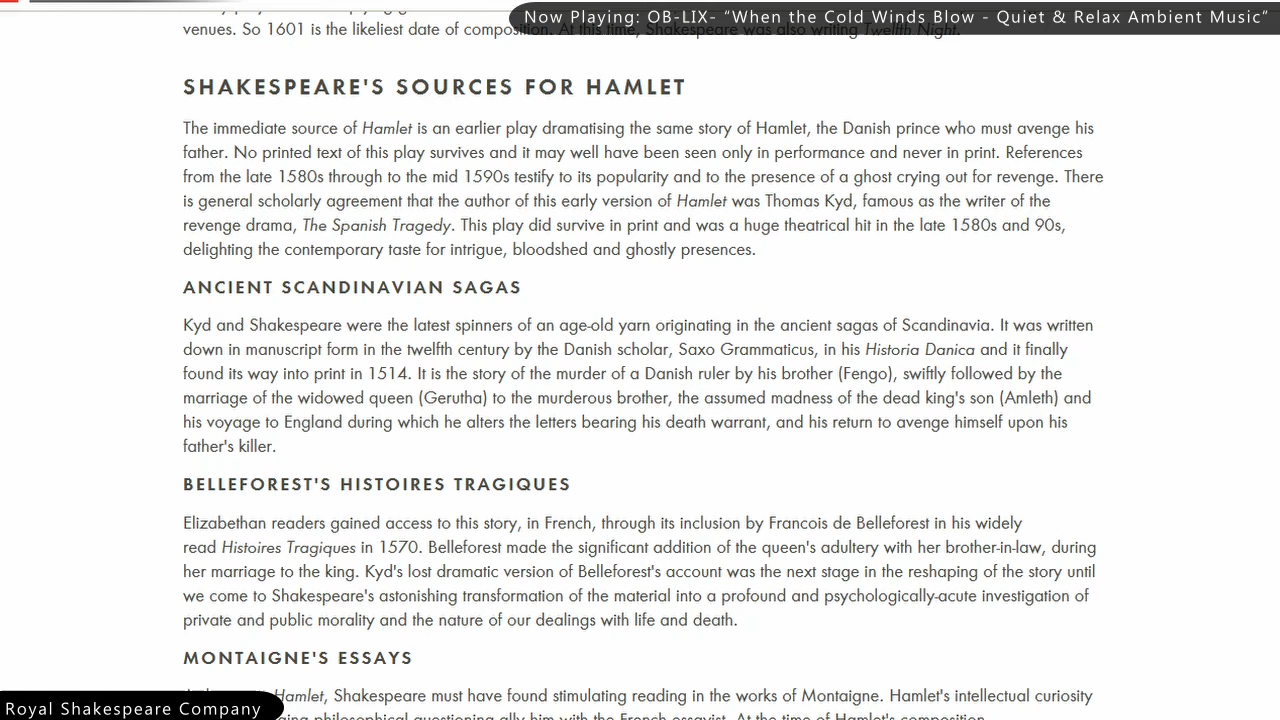 Now Playing: OB-LIX- “When the Cold Winds Blow - Quiet & Relax Ambient Music“
venues. So 1601 is the likeliest date of composition. At this time, Shakespeare was also writing Twelfth Night.
SHAKESPEARE'S SOURCES FOR HAMLET
The immediate source of Hamlet is an earlier play dramatising the same story of Hamlet, the Danish prince who must avenge his
father. No printed text of this play survives and it may well have been seen only in performance and never in print. References
from the late 1580s through to the mid 1590s testify to its popularity and to the presence of a ghost crying out for revenge. There
is general scholarly agreement that the author of this early version of Hamlet was Thomas Kyd, famous as the writer of the
revenge drama, The Spanish Tragedy. This play did survive in print and was a huge theatrical hit in the late 1580s and 90s,
delighting the contemporary taste for intrigue, bloodshed and ghostly presences.
ANCIENT SCANDINAVIAN SAGAS
Kyd and Shakespeare were the latest spinners of an age-old yarn originating in the ancient sagas of Scandinavia. It was written
down in manuscript form in the twelfth century by the Danish scholar, Saxo Grammaticus, in his Historia Danica and it finally
found its way into print in 1514. It is the story of the murder of a Danish ruler by his brother (Fengo), swiftly followed by the
marriage of the widowed queen (Gerutha) to the murderous brother, the assumed madness of the dead king's son (Amleth) and
his voyage to England during which he alters the letters bearing his death warrant, and his return to avenge himself upon his
father's killer.
BELLEFOREST'S HISTOIRES TRAGIQUES
Elizabethan readers gained access to this story, in French, through its inclusion by Francois de Belleforest in his widely
read Histoires Tragiques in 1570. Belleforest made the significant addition of the queen's adultery with her brother-in-law, during
her marriage to the king. Kyd's lost dramatic version of Belleforest's account was the next stage in the reshaping of the story until
we come to Shakespeare's astonishing transformation of the material into a profound and psychologically-acute investigation of
private and public morality and the nature of our dealings with life and death.
MONTAIGNE'S ESSAYS
Hamlet, Shakespeare must have found stimulating reading in the works of Montaigne. Hamlet's intellectual curiosity
philosophical questioning ally him with the French essayist. At the time of Hamlet's composition
Royal Shakespeare Company